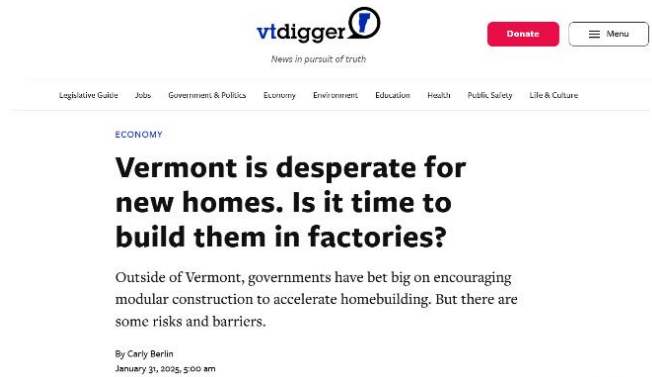 vtdigger
News in pursuit of truth
Donate
Menu
Legislative Guide Jobs Government & Politics Economy Environment Education Health Public Safety Life & Culture
ECONOMY
Vermont is desperate for
new homes. Is it time to
build them in factories?
Outside of Vermont, governments have bet big on encouraging
modular construction to accelerate homebuilding. But there are
some risks and barriers.
By Carly Berlin
January 31, 2025, 5:00 am